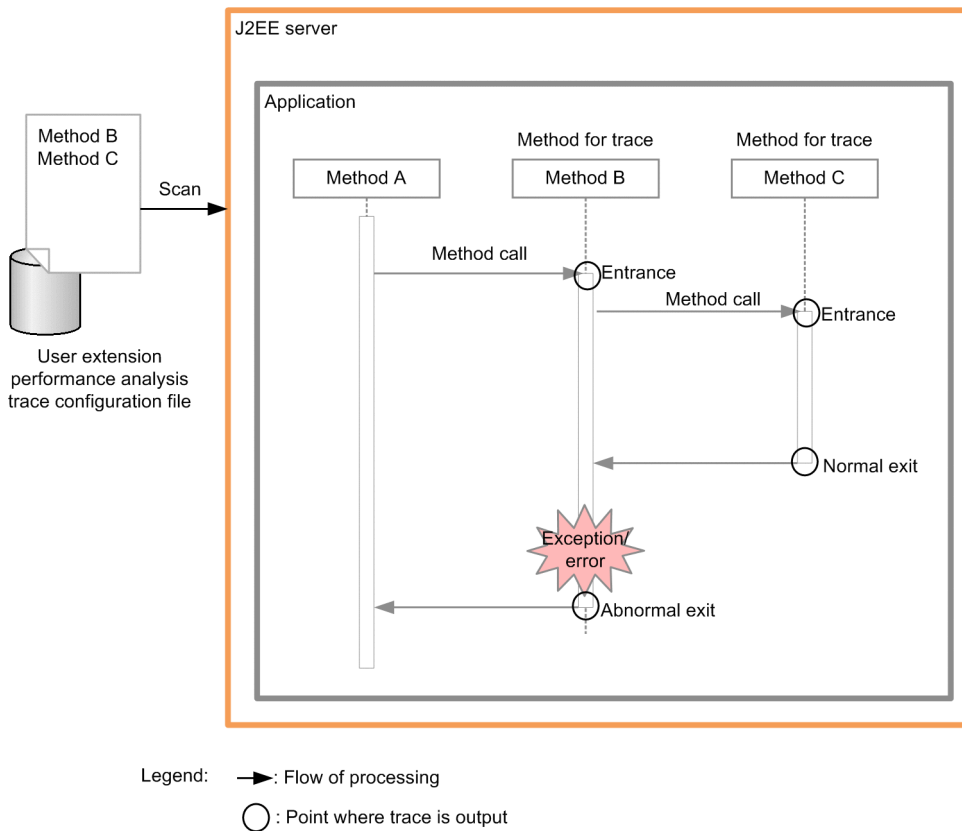 J2EE server
Application
Method B
Method C
Scan
User extension
performance analysis
trace configuration file
Method for trace
Method for trace
Method A
Method B
Method C
Method call
Entrance
Method call
Entrance
Normal exit
Exception/
error
Abnormal exit
Legend:
: Flow of processing
: Point where trace is output